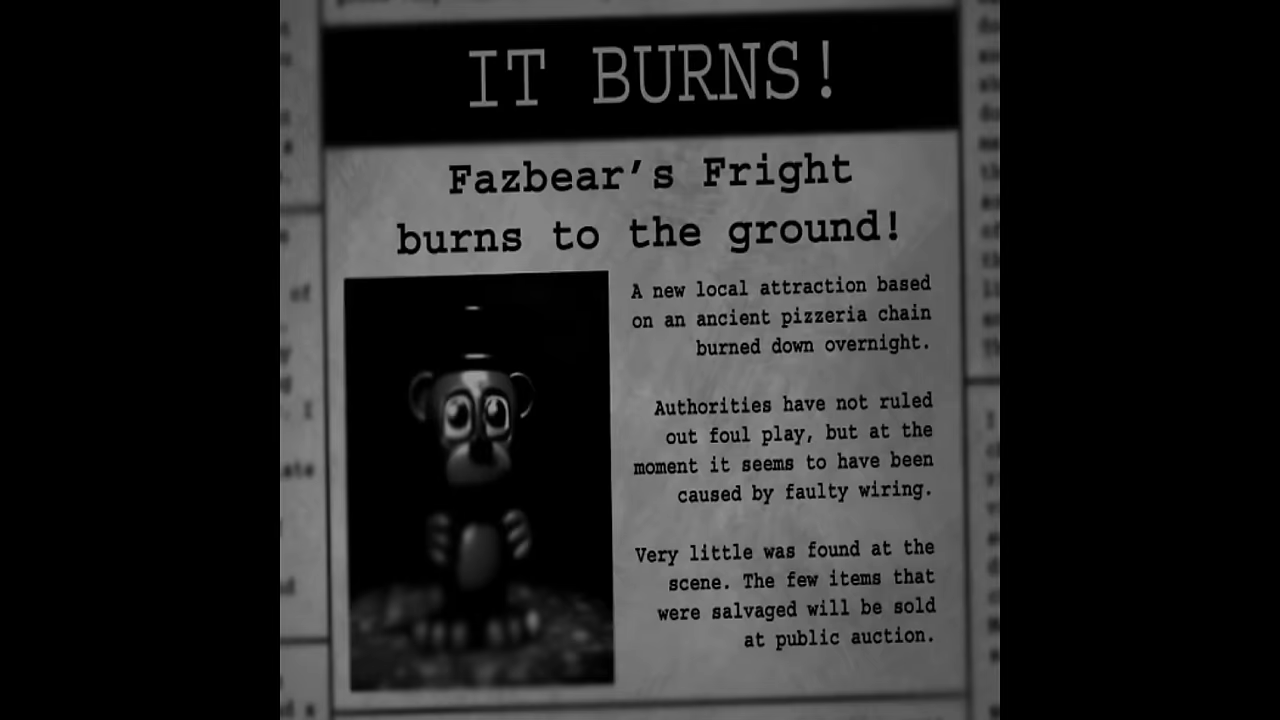 IT BURNS!
Fazbear's Fright
burns to the ground!
A new local attraction based
on an ancient pizzeria chain
burned down overnight.
Authorities have not ruled
out foul play, but at the
moment it seems to have been
caused by faulty wiring.
Very little was found at the
scene. The few items that
were salvaged will be sold
at public auction.